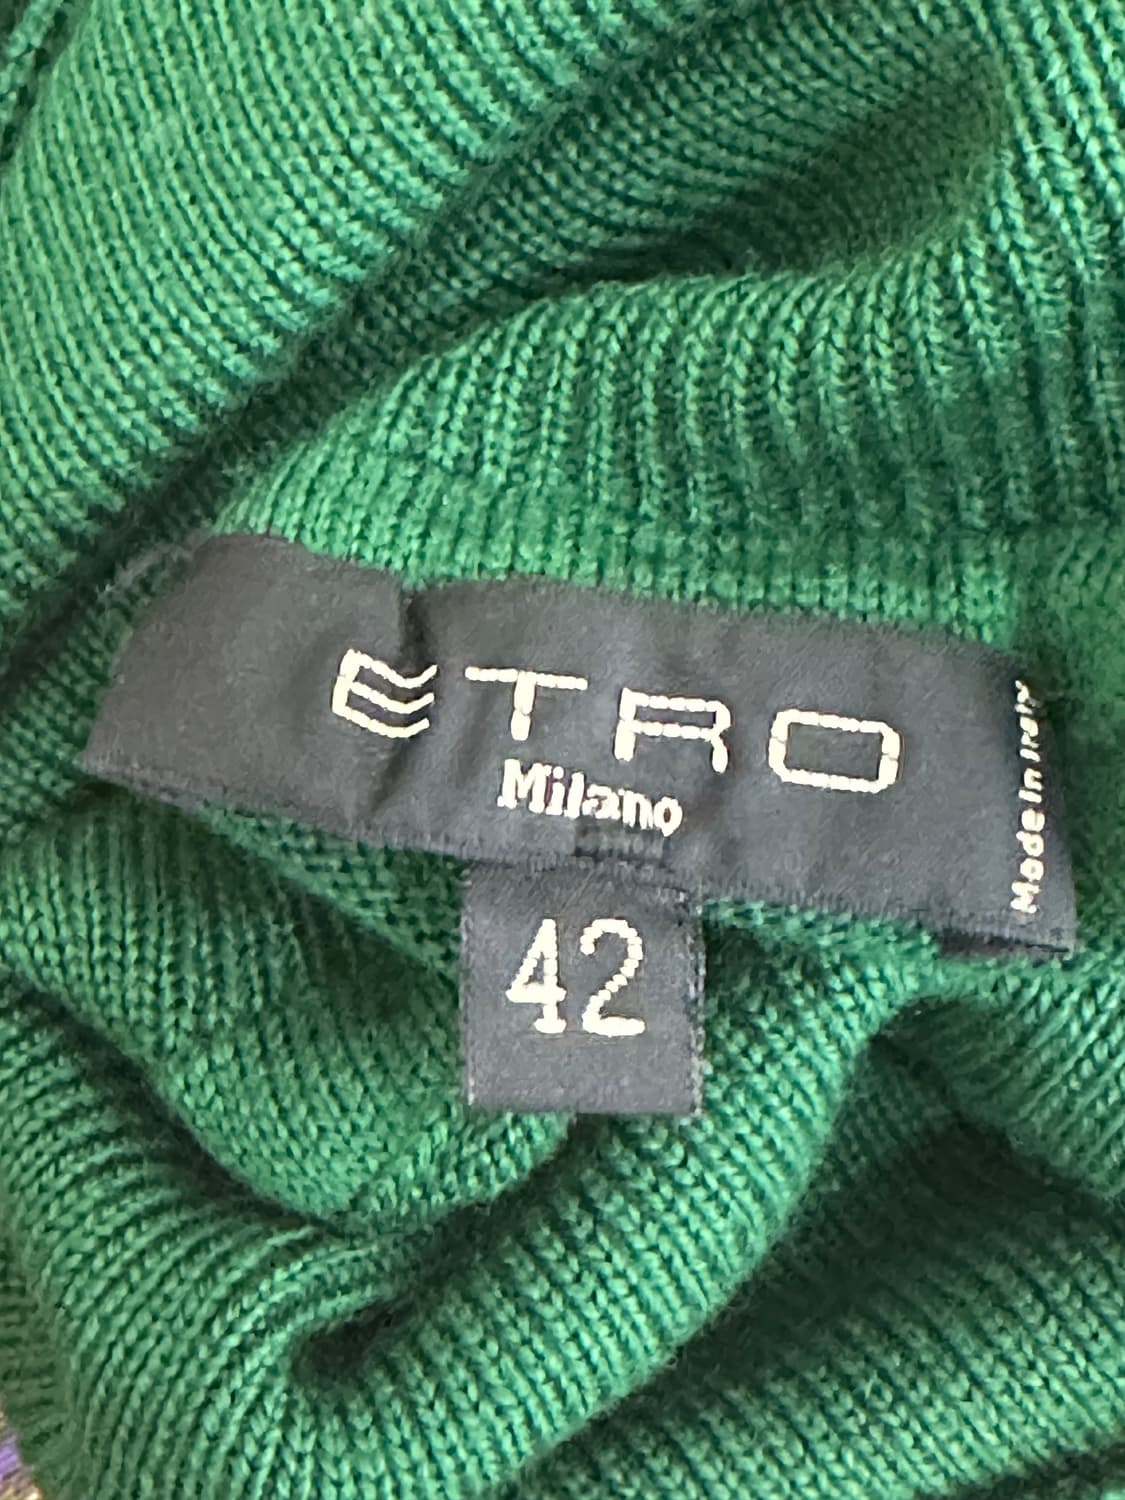 ETRO
Milano
Made in Italy
42